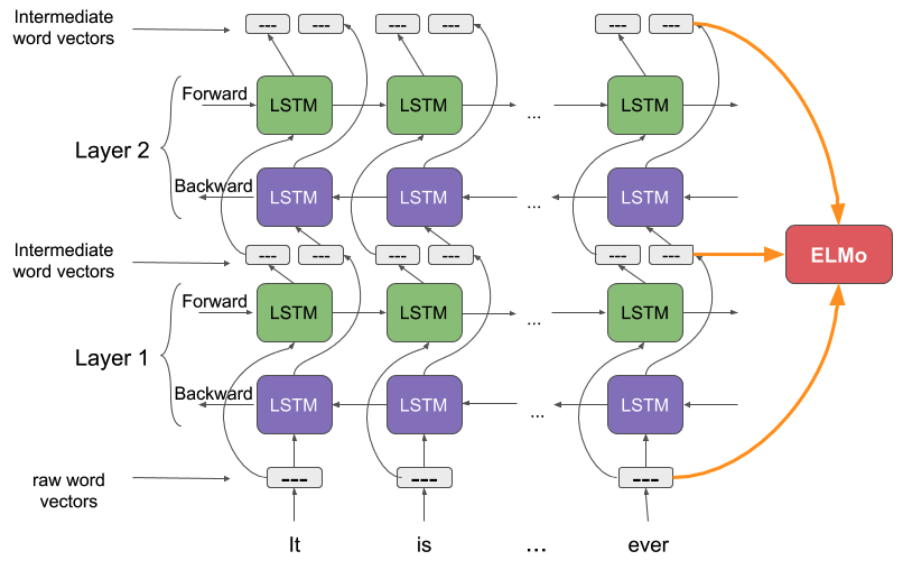 Intermediate
word vectors
--- --- --- --- --- ---
Forward
LSTM LSTM ... LSTM
Layer 2
Backward
LSTM LSTM ... LSTM
Intermediate
word vectors
--- --- --- --- --- ---
ELMo
Forward
LSTM LSTM ... LSTM
Layer 1
Backward
LSTM LSTM ... LSTM
raw word
vectors
--- --- ---
It is ... ever